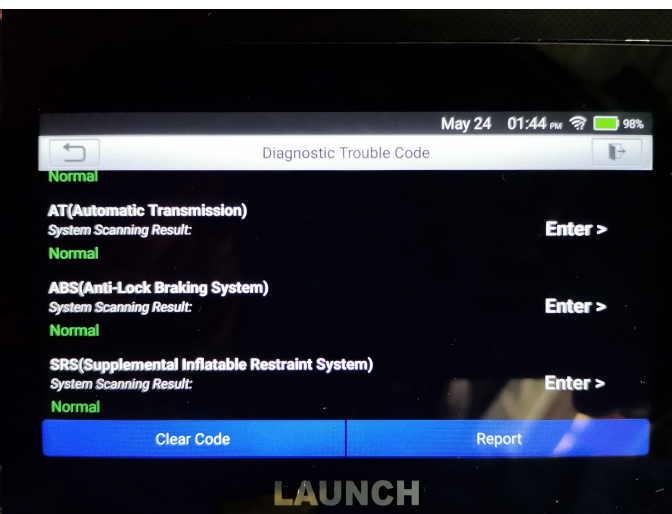 May 24 01:44 PM 98%
Diagnostic Trouble Code
Normal
AT(Automatic Transmission)
System Scanning Result:
Enter >
Normal
ABS(Anti-Lock Braking System)
System Scanning Result:
Enter >
Normal
SRS(Supplemental Inflatable Restraint System)
System Scanning Result:
Enter >
Normal
Clear Code
Report
LAUNCH